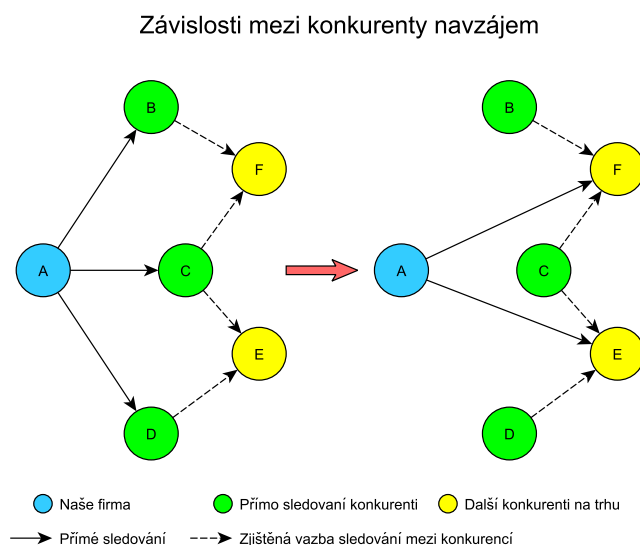 Závislosti mezi konkurenty navzájem
B
F
A
C
E
D
B
F
A
C
E
D
Naše firma
Přímo sledovaní konkurenti
Další konkurenti na trhu
Přímé sledování
Zjištěná vazba sledování mezi konkurencí